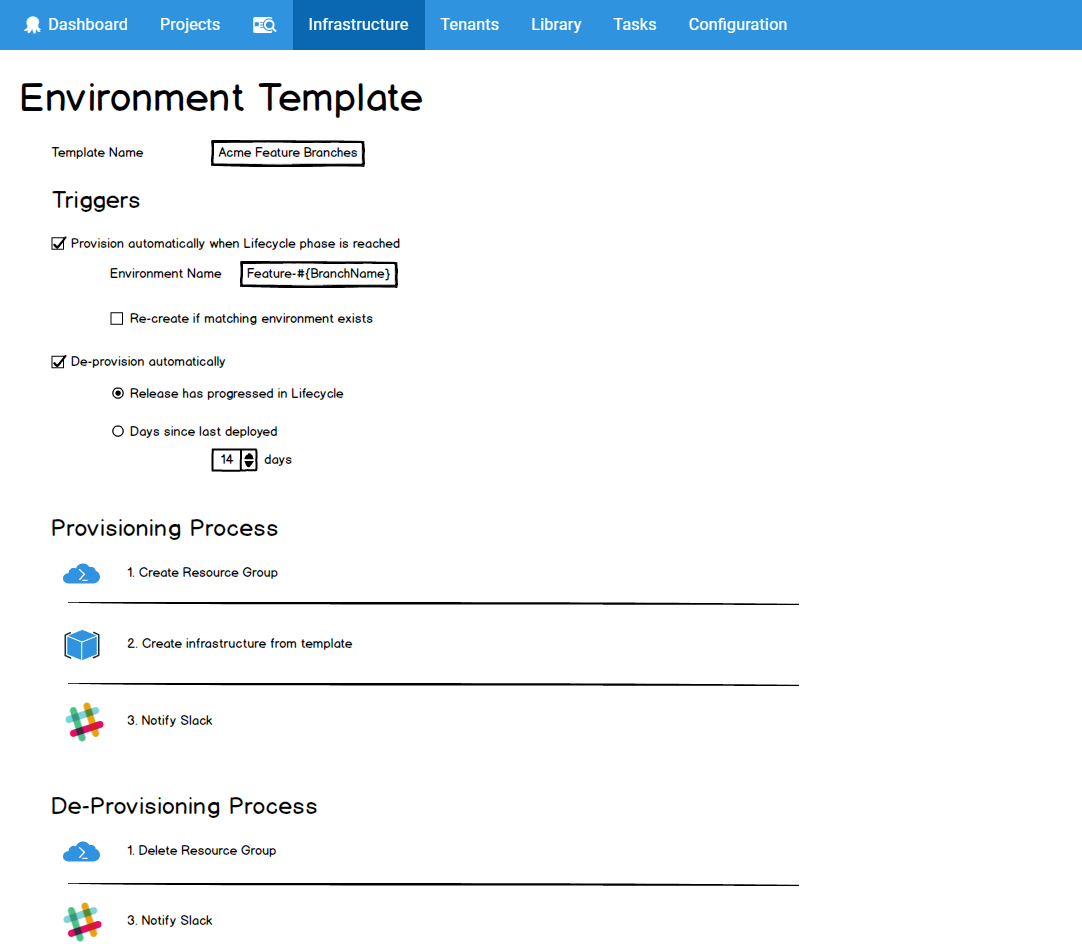 Dashboard Projects Infrastructure Tenants Library Tasks Configuration
Environment Template
Template Name Acme Feature Branches
Triggers
Provision automatically when Lifecycle phase is reached
Environment Name Feature-#{BranchName}
Re-create if matching environment exists
De-provision automatically
Release has progressed in Lifecycle
Days since last deployed
14 days
Provisioning Process
1. Create Resource Group
2. Create infrastructure from template
3. Notify Slack
De-Provisioning Process
1. Delete Resource Group
3. Notify Slack